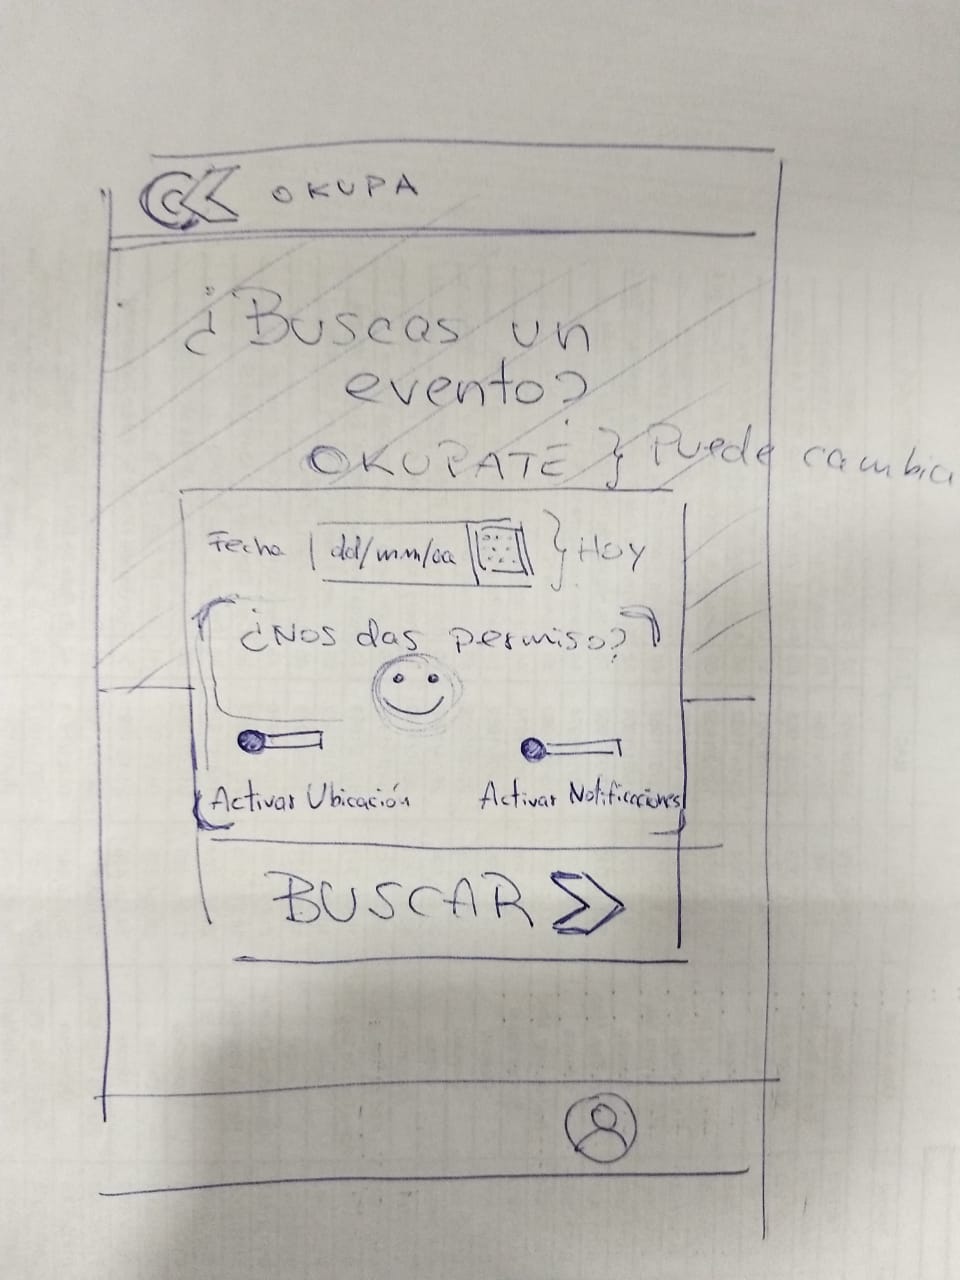 OKUPA
¿Buscas un
evento?
OKUPATE } Puede cambia
Fecha dd/mm/aa } Hoy
¿Nos das permiso?
Activar Ubicación
Activar Notificaciones
BUSCAR